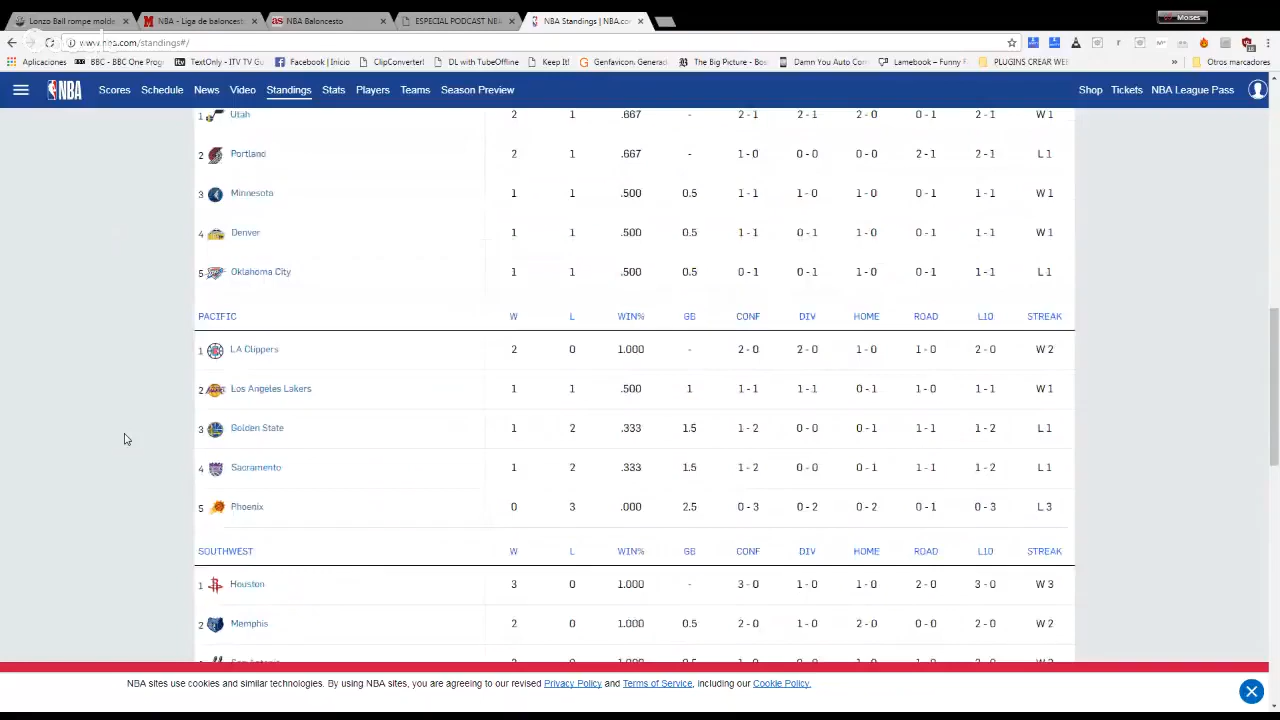 Lonzo Ball rompe molde × NBA - Liga de baloncest × as NBA Baloncesto × ESPECIAL PODCAST NBA × NBA Standings | NBA.co × Moises
www.nba.com/standings#/
Aplicaciones BBC - BBC One Prog itv TextOnly - ITV TV Gu Facebook | Inicio ClipConverter! DL with TubeOffline Keep It! Genfavicon. Generad The Big Picture - Bos Damn You Auto Corr Lamebook – Funny F PLUGINS CREAR WEB » Otros marcadores
NBA Scores Schedule News Video Standings Stats Players Teams Season Preview Shop Tickets NBA League Pass
1 Utah 2 1 .667 - 2-1 2-1 2-0 0-1 2-1 W 1
2 Portland 2 1 .667 - 1-0 0-0 0-0 2-1 2-1 L 1
3 Minnesota 1 1 .500 0.5 1-1 1-0 1-0 0-1 1-1 W 1
4 Denver 1 1 .500 0.5 1-1 0-1 1-0 0-1 1-1 W 1
5 Oklahoma City 1 1 .500 0.5 0-1 0-1 1-0 0-1 1-1 L 1
PACIFIC W L WIN% GB CONF DIV HOME ROAD L10 STREAK
1 LA Clippers 2 0 1.000 - 2-0 2-0 1-0 1-0 2-0 W 2
2 Los Angeles Lakers 1 1 .500 1 1-1 1-1 0-1 1-0 1-1 W 1
3 Golden State 1 2 .333 1.5 1-2 0-0 0-1 1-1 1-2 L 1
4 Sacramento 1 2 .333 1.5 1-2 0-0 0-1 1-1 1-2 L 1
5 Phoenix 0 3 .000 2.5 0-3 0-2 0-2 0-1 0-3 L 3
SOUTHWEST W L WIN% GB CONF DIV HOME ROAD L10 STREAK
1 Houston 3 0 1.000 - 3-0 1-0 1-0 2-0 3-0 W 3
2 Memphis 2 0 1.000 0.5 2-0 1-0 2-0 0-0 2-0 W 2
NBA sites use cookies and similar technologies. By using NBA sites, you are agreeing to our revised Privacy Policy and Terms of Service, including our Cookie Policy.